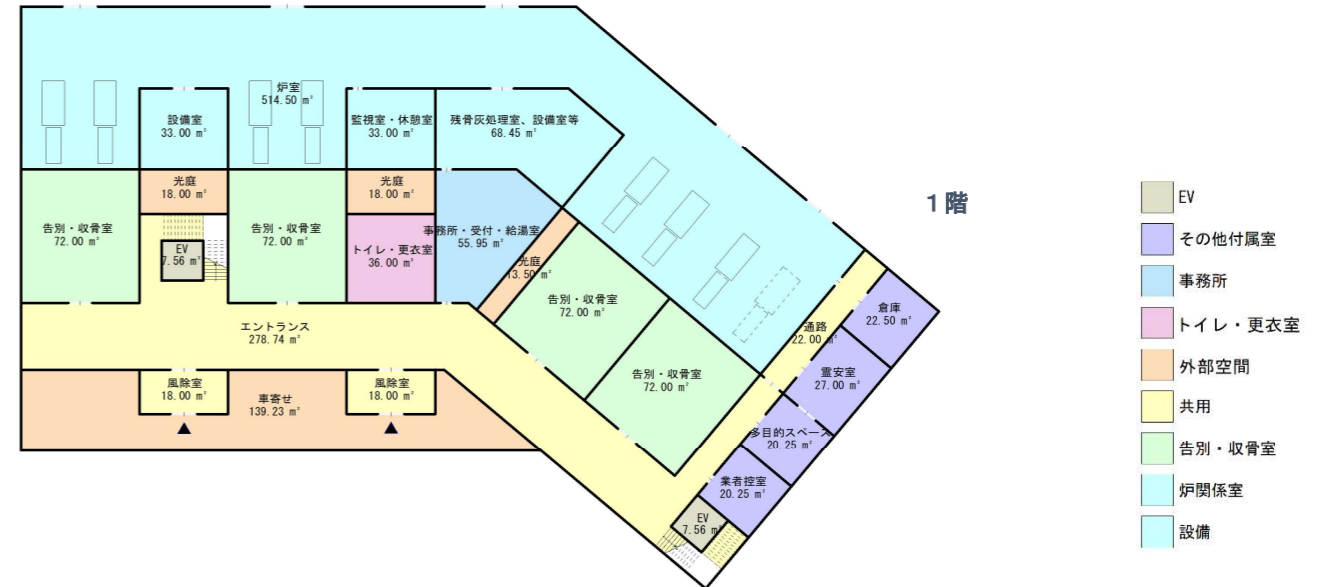 炉室
514.50 ㎡
設備室
33.00 ㎡
監視室・休憩室
33.00 ㎡
残骨灰処理室、設備室等
68.45 ㎡
光庭
18.00 ㎡
光庭
18.00 ㎡
告別・収骨室
72.00 ㎡
EV
7.56 ㎡
告別・収骨室
72.00 ㎡
トイレ・更衣室
36.00 ㎡
事務所・受付・給湯室
55.95 ㎡
光庭
13.50 ㎡
告別・収骨室
72.00 ㎡
告別・収骨室
72.00 ㎡
エントランス
278.74 ㎡
風除室
18.00 ㎡
車寄せ
139.23 ㎡
風除室
18.00 ㎡
通路
22.00 ㎡
倉庫
22.50 ㎡
霊安室
27.00 ㎡
多目的スペース
20.25 ㎡
業者控室
20.25 ㎡
EV
7.56 ㎡
1階
EV
その他付属室
事務所
トイレ・更衣室
外部空間
共用
告別・収骨室
炉関係室
設備